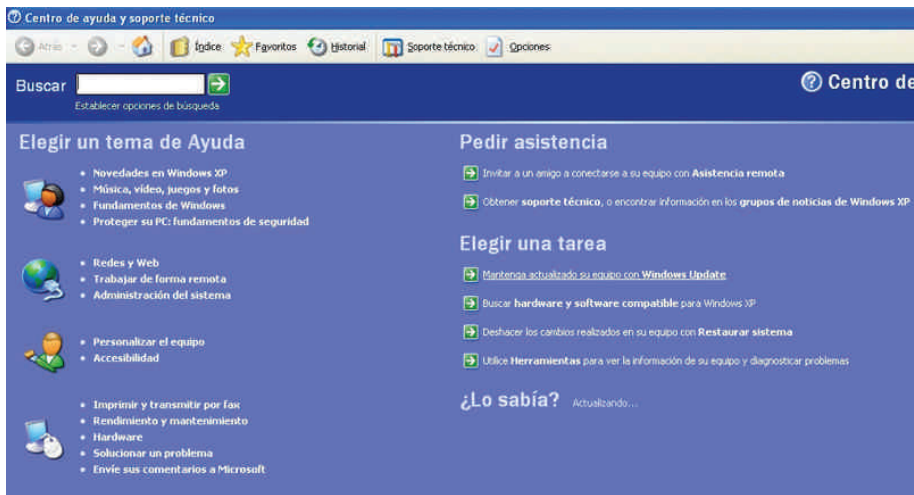 Centro de ayuda y soporte técnico
Atrás Índice Favoritos Historial Soporte técnico Opciones
Buscar
Establecer opciones de búsqueda
Centro de
Elegir un tema de Ayuda
Novedades en Windows XP
Música, vídeo, juegos y fotos
Fundamentos de Windows
Proteger su PC: fundamentos de seguridad
Redes y Web
Trabajar de forma remota
Administración del sistema
Personalizar el equipo
Accesibilidad
Imprimir y transmitir por fax
Rendimiento y mantenimiento
Hardware
Solucionar un problema
Envíe sus comentarios a Microsoft
Pedir asistencia
Invitar a un amigo a conectarse a su equipo con Asistencia remota
Obtener soporte técnico, o encontrar información en los grupos de noticias de Windows XP
Elegir una tarea
Mantenga actualizado su equipo con Windows Update
Buscar hardware y software compatible para Windows XP
Deshacer los cambios realizados en su equipo con Restaurar sistema
Utilice Herramientas para ver la información de su equipo y diagnosticar problemas
¿Lo sabía? Actualizando...